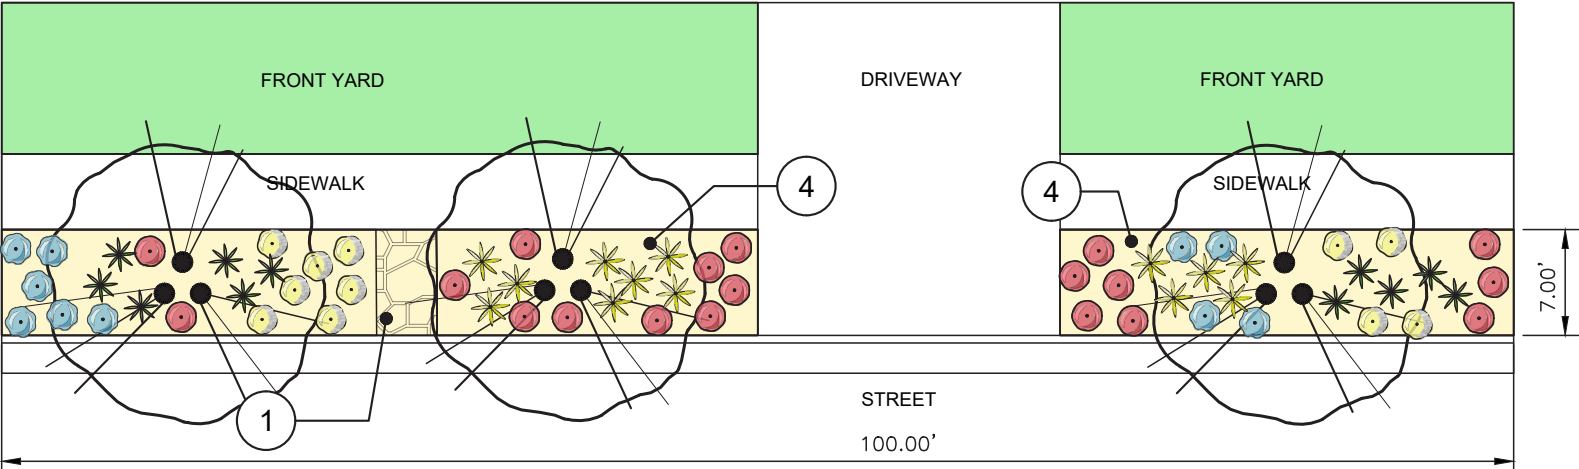 FRONT YARD
DRIVEWAY
FRONT YARD
SIDEWALK
4
4
SIDEWALK
7.00'
1
STREET
100.00'